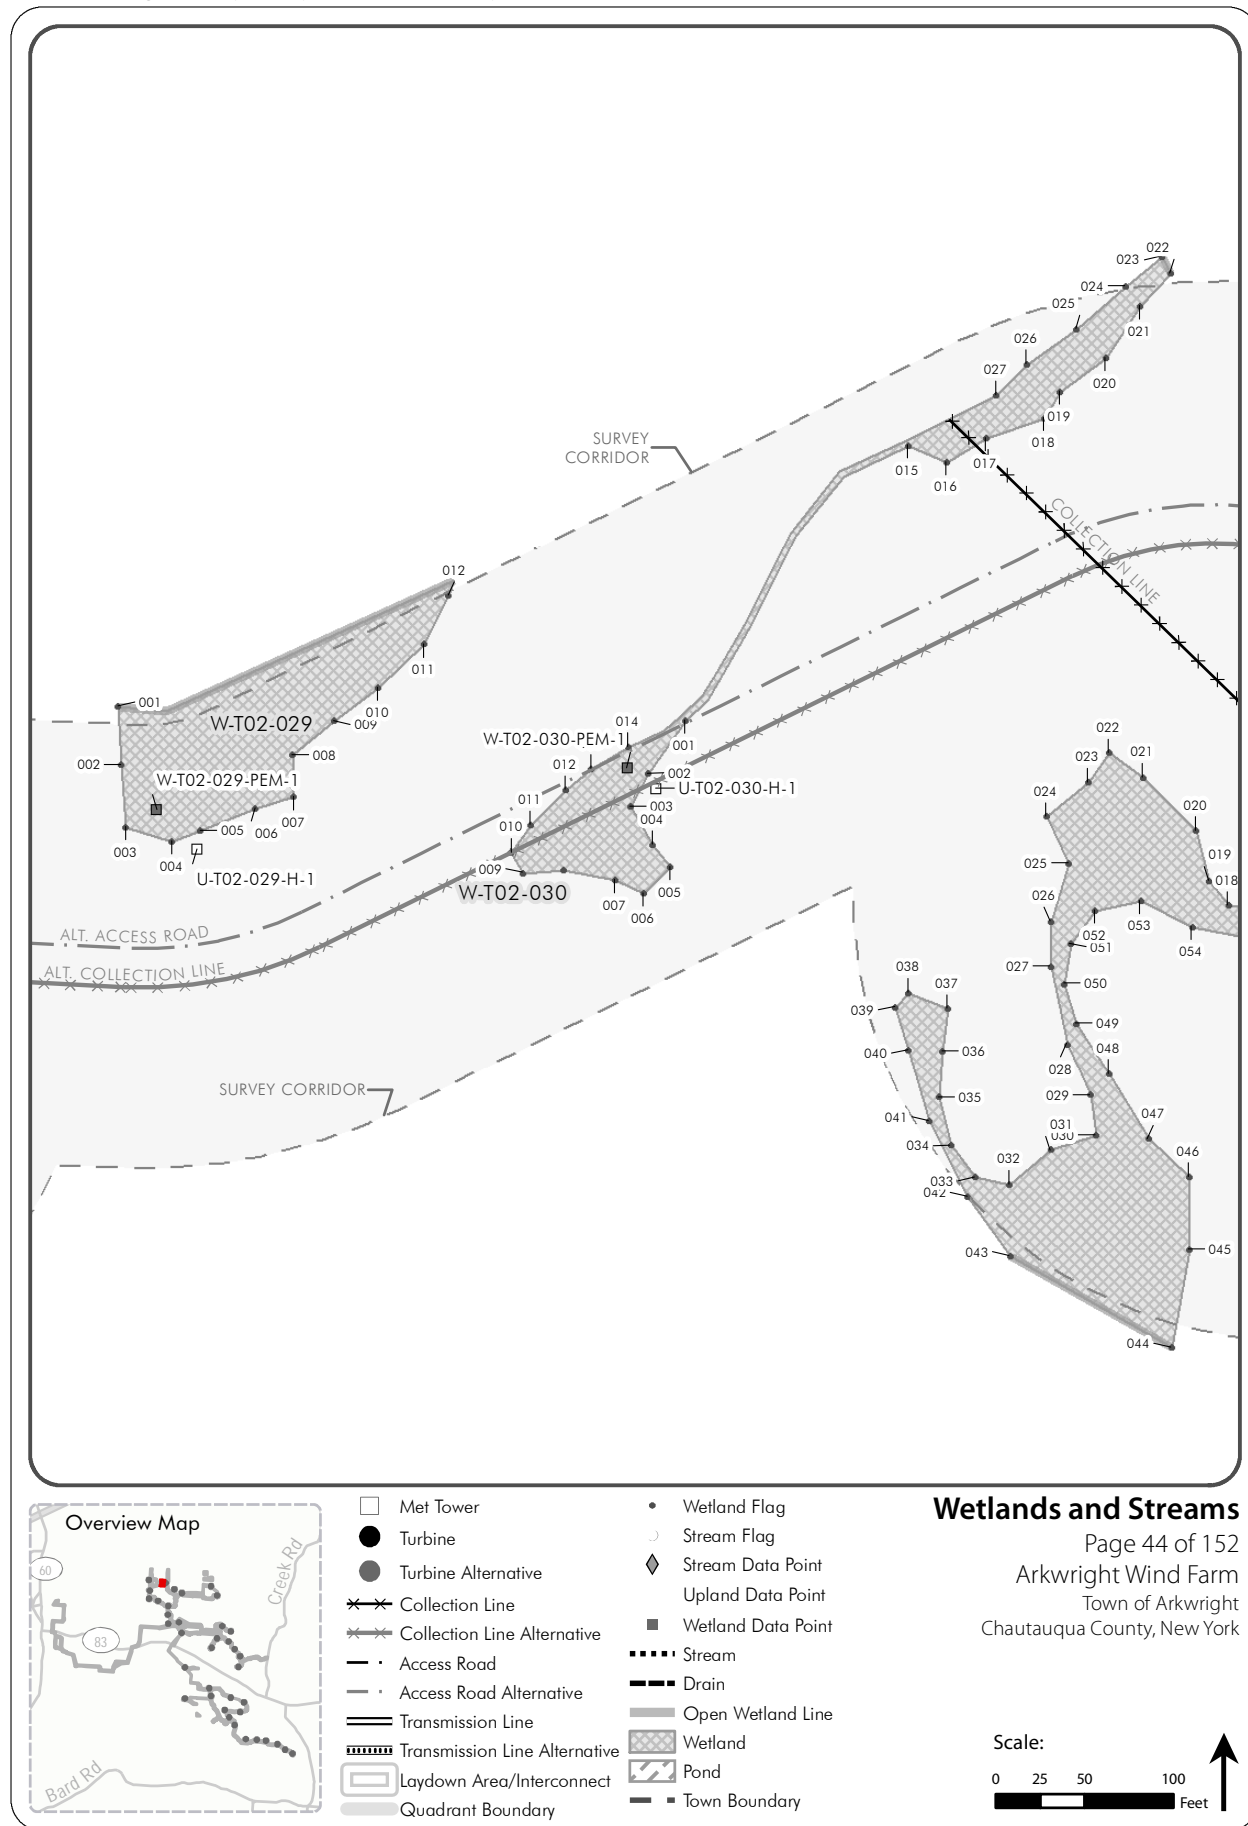 022
023
024
025
021
026
020
027
019
018
017
015
016
SURVEY
CORRIDOR
COLLECTION LINE
012
011
010
009
001
W-T02-029
008
002
W-T02-029-PEM-1
007
006
005
003
004
U-T02-029-H-1
014
001
W-T02-030-PEM-1
012
002
U-T02-030-H-1
011
003
004
010
009
005
W-T02-030
007
006
ALT. ACCESS ROAD
ALT. COLLECTION LINE
SURVEY CORRIDOR
022
021
023
024
020
025
019
018
026
052
053
051
054
027
050
038
037
039
049
040
036
048
028
035
029
041
047
031
030
034
032
046
033
042
043
045
044
Overview Map
60
83
Creek Rd
Bard Rd
Met Tower
Turbine
Turbine Alternative
Collection Line
Collection Line Alternative
Access Road
Access Road Alternative
Transmission Line
Transmission Line Alternative
Laydown Area/Interconnect
Quadrant Boundary
Wetland Flag
Stream Flag
Stream Data Point
Upland Data Point
Wetland Data Point
Stream
Drain
Open Wetland Line
Wetland
Pond
Town Boundary
Wetlands and Streams
Page 44 of 152
Arkwright Wind Farm
Town of Arkwright
Chautauqua County, New York
Scale:
0 25 50 100
Feet